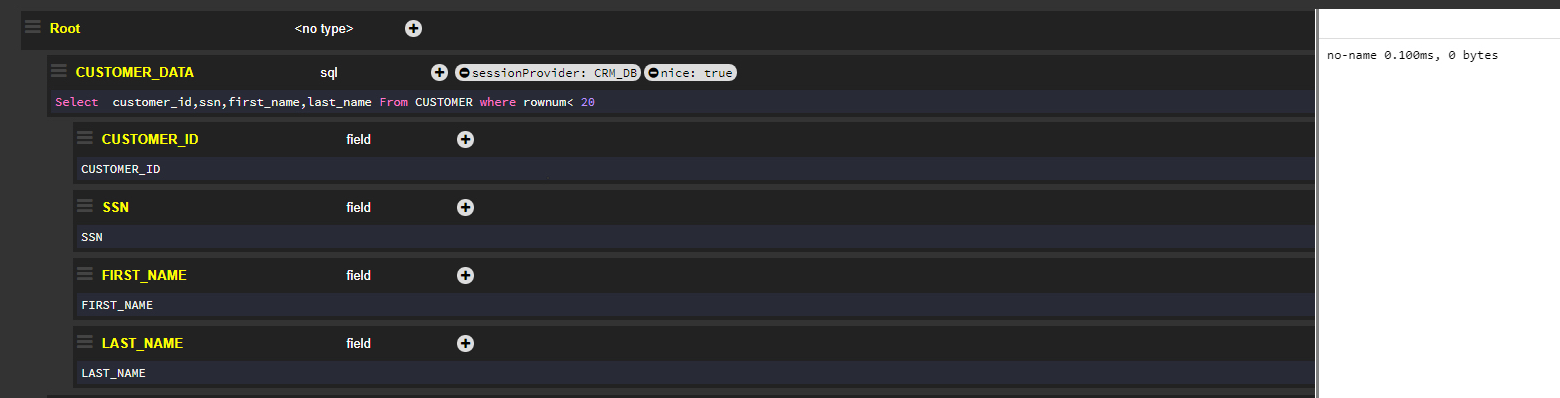 Root <no type>
CUSTOMER_DATA sql sessionProvider: CRM_DB nice: true
Select  customer_id,ssn,first_name,last_name From CUSTOMER where rownum< 20
CUSTOMER_ID field
CUSTOMER_ID
SSN field
SSN
FIRST_NAME field
FIRST_NAME
LAST_NAME field
LAST_NAME
no-name 0.100ms, 0 bytes